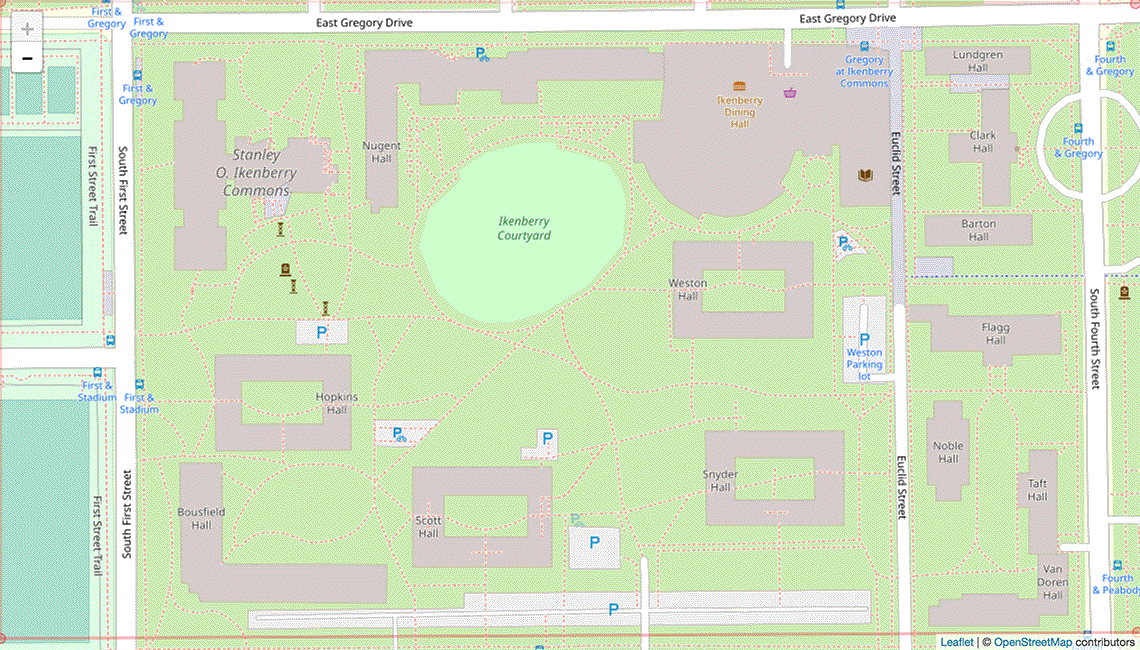 +
-
First &
Gregory
First &
Gregory
East Gregory Drive
East Gregory Drive
First &
Gregory
P
Gregory
at Ikenberry
Commons
Lundgren
Hall
Fourth
& Gregory
Ikenberry
Dining
Hall
Stanley
O. Ikenberry
Commons
Nugent
Hall
Clark
Hall
Fourth
& Gregory
First Street Trail
South First Street
Euclid Street
Ikenberry
Courtyard
Barton
Hall
P
Weston
Hall
P
P
Weston
Parking
lot
Flagg
Hall
South Fourth Street
First &
Stadium
First &
Stadium
Hopkins
Hall
P
P
Noble
Hall
Snyder
Hall
Euclid Street
Taft
Hall
Bousfield
Hall
Scott
Hall
First Street Trail
South First Street
P
P
Van
Doren
Hall
Fourth
& Peabody
P
Leaflet | © OpenStreetMap contributors